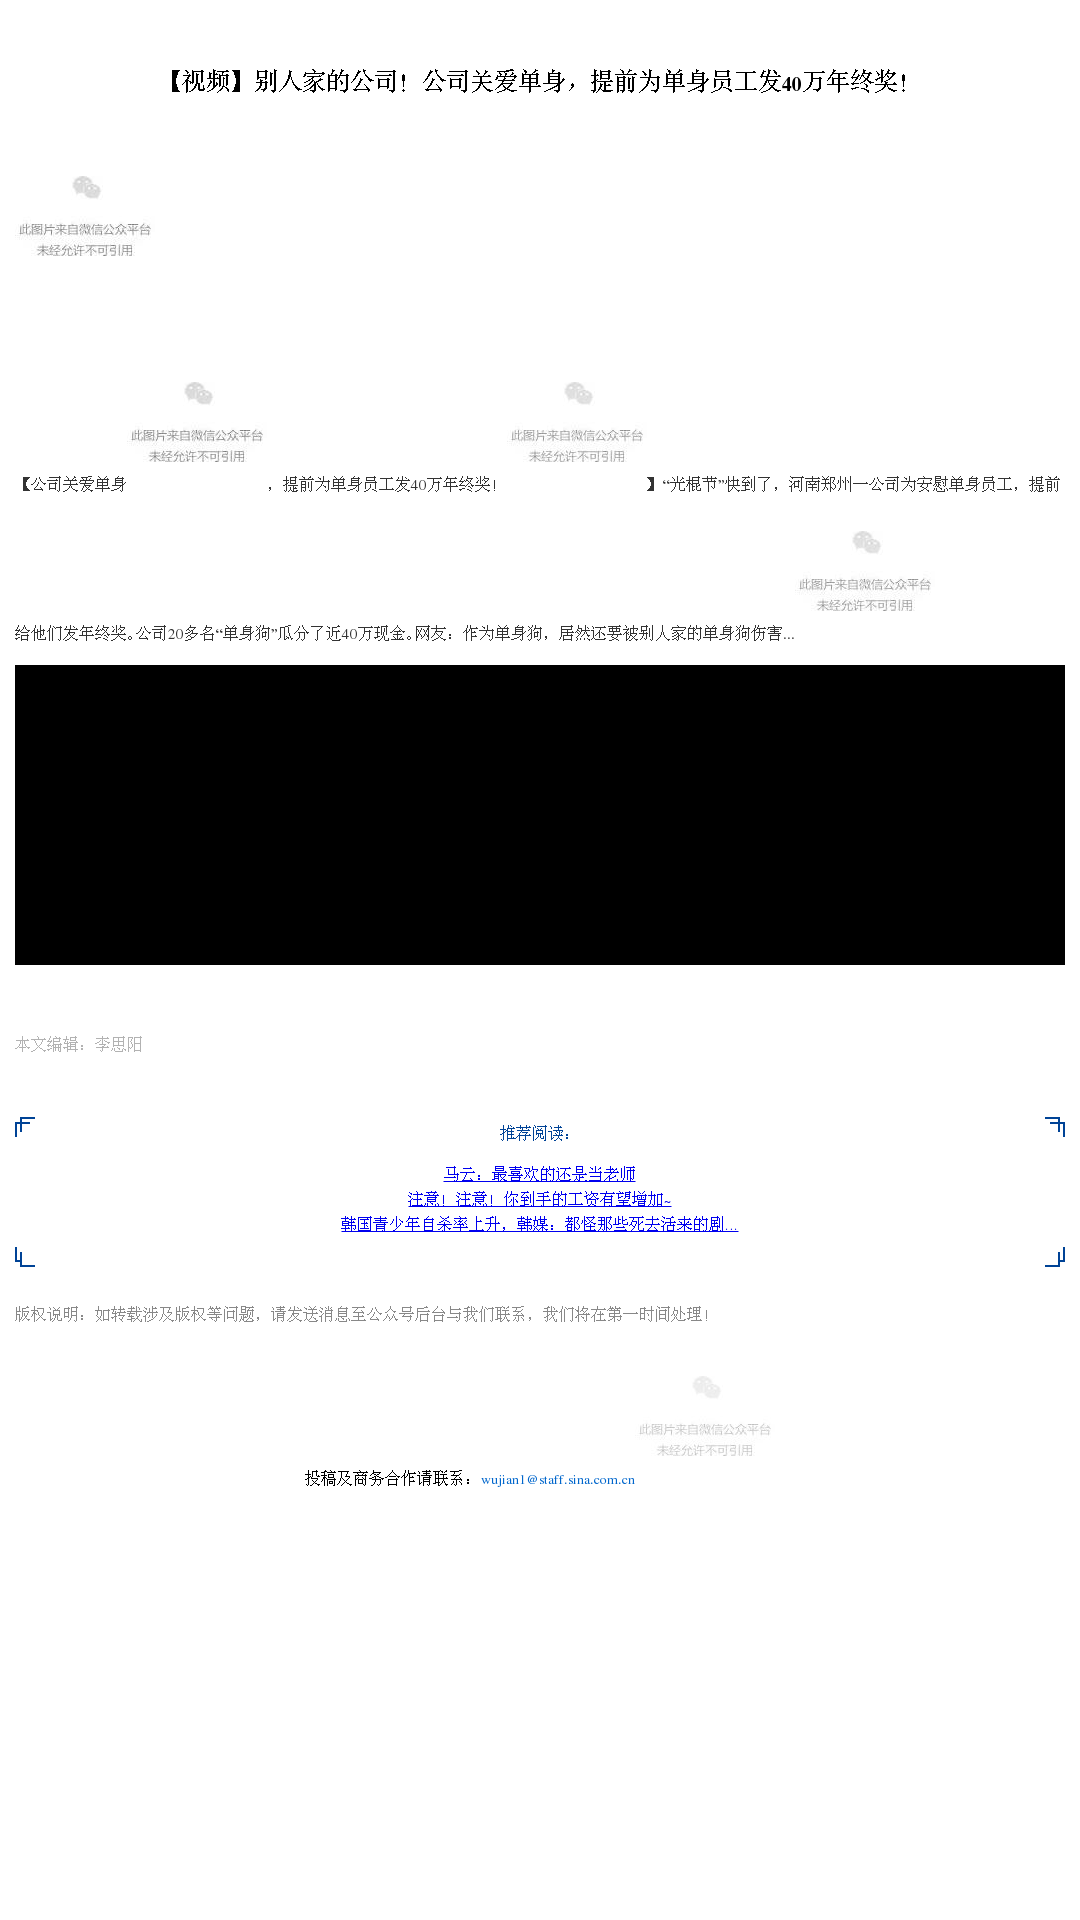 【视频】别人家的公司！公司关爱单身，提前为单身员工发40万年终奖！
此图片来自微信公众平台
未经允许不可引用
此图片来自微信公众平台
未经允许不可引用
此图片来自微信公众平台
未经允许不可引用
【公司关爱单身，提前为单身员工发40万年终奖！】“光棍节”快到了，河南郑州一公司为安慰单身员工，提前
此图片来自微信公众平台
未经允许不可引用
给他们发年终奖。公司20多名“单身狗”瓜分了近40万现金。网友：作为单身狗，居然还要被别人家的单身狗伤害...
本文编辑：李思阳
推荐阅读：
马云：最喜欢的还是当老师
注意！注意！你到手的工资有望增加~
韩国青少年自杀率上升，韩媒：都怪那些死去活来的剧...
版权说明：如转载涉及版权等问题，请发送消息至公众号后台与我们联系，我们将在第一时间处理！
此图片来自微信公众平台
未经允许不可引用
投稿及商务合作请联系：wujian1@staff.sina.com.cn